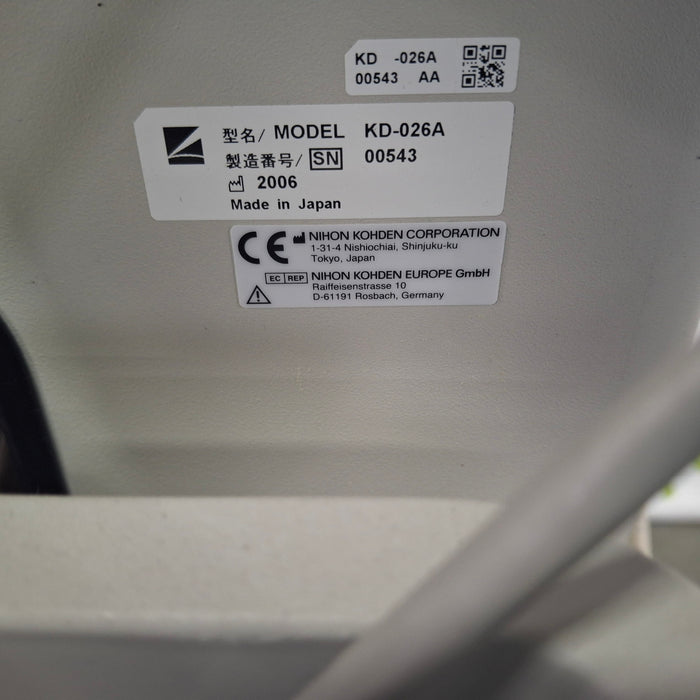 KD -026A
00543 AA
型名/ MODEL KD-026A
製造番号/ SN 00543
2006
Made in Japan
CE NIHON KOHDEN CORPORATION
1-31-4 Nishiochiai, Shinjuku-ku
Tokyo, Japan
EC REP NIHON KOHDEN EUROPE GmbH
Raiffeisenstrasse 10
D-61191 Rosbach, Germany